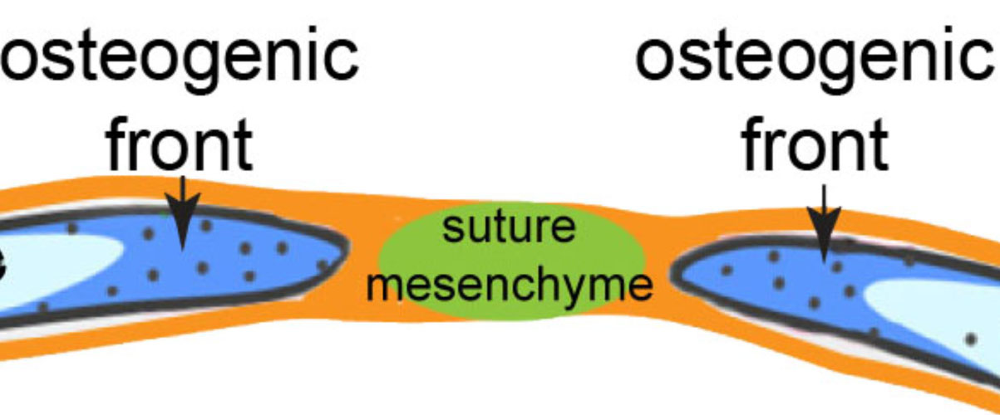 osteogenic osteogenic
front front
suture
mesenchyme